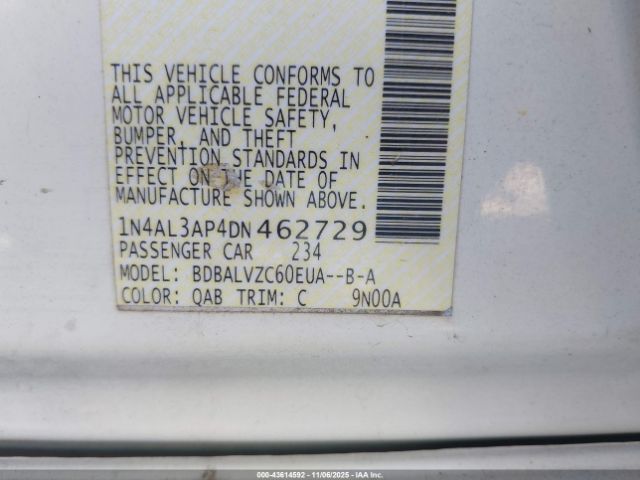 THIS VEHICLE CONFORMS TO
ALL APPLICABLE FEDERAL
MOTOR VEHICLE SAFETY,
BUMPER, AND THEFT
PREVENTION STANDARDS IN
EFFECT ON THE DATE OF
MANUFACTURE SHOWN ABOVE.
1N4AL3AP4DN462729
PASSENGER CAR 234
MODEL: BDBALVZC60EUA--B-A
COLOR: QAB TRIM: C 9N00A
000-43614592 - 11/06/2025 - IAA Inc.